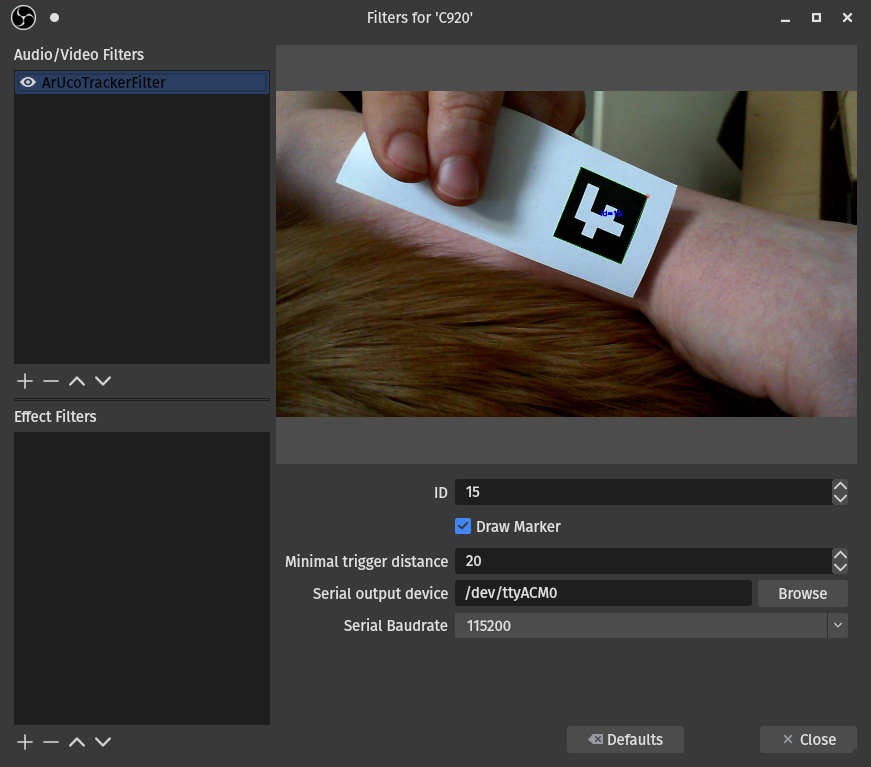 Filters for 'C920'
Audio/Video Filters
ArUcoTrackerFilter
Effect Filters
ID 15
Draw Marker
Minimal trigger distance 20
Serial output device /dev/ttyACM0 Browse
Serial Baudrate 115200
Defaults Close